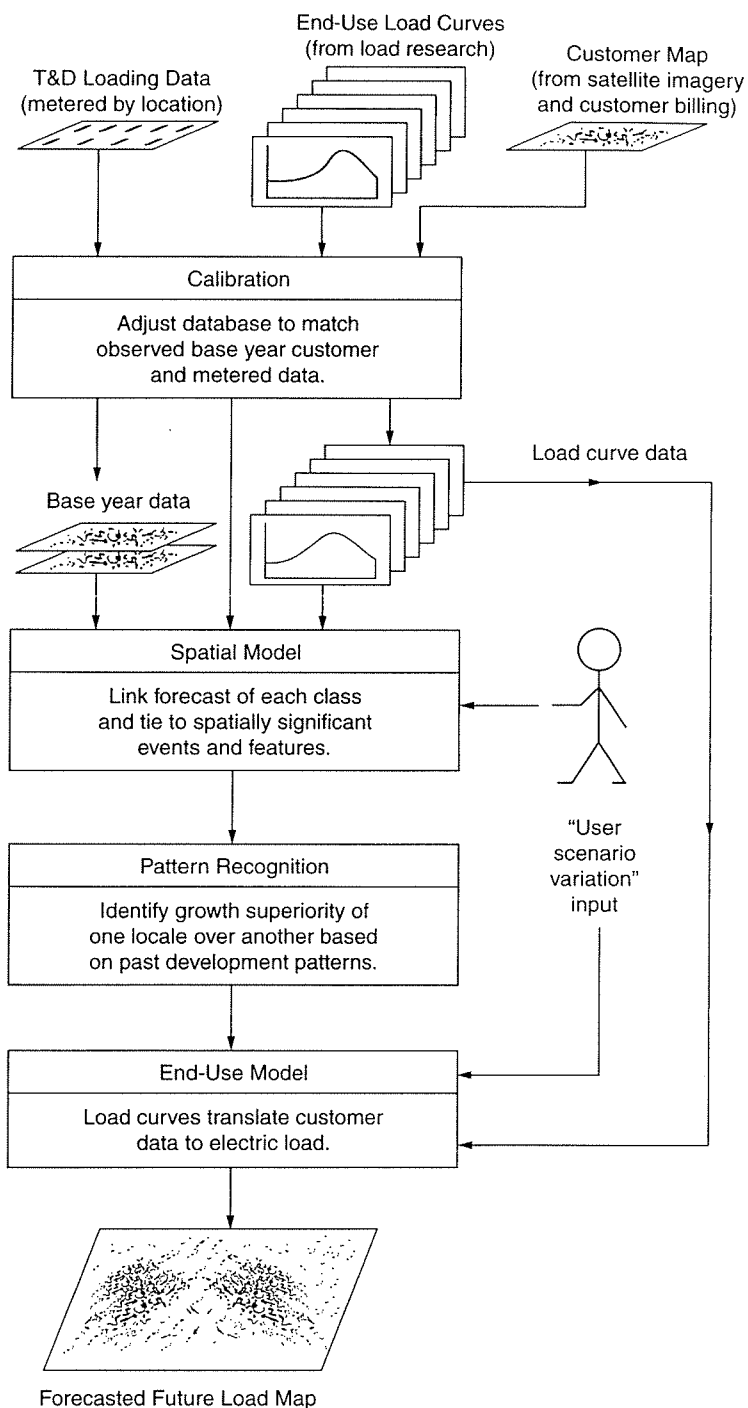 End-Use Load Curves
(from load research)
T&D Loading Data
(metered by location)
Customer Map
(from satellite imagery
and customer billing)
Calibration
Adjust database to match
observed base year customer
and metered data.
Load curve data
Base year data
Spatial Model
Link forecast of each class
and tie to spatially significant
events and features.
"User
scenario
variation"
input
Pattern Recognition
Identify growth superiority of
one locale over another based
on past development patterns.
End-Use Model
Load curves translate customer
data to electric load.
Forecasted Future Load Map